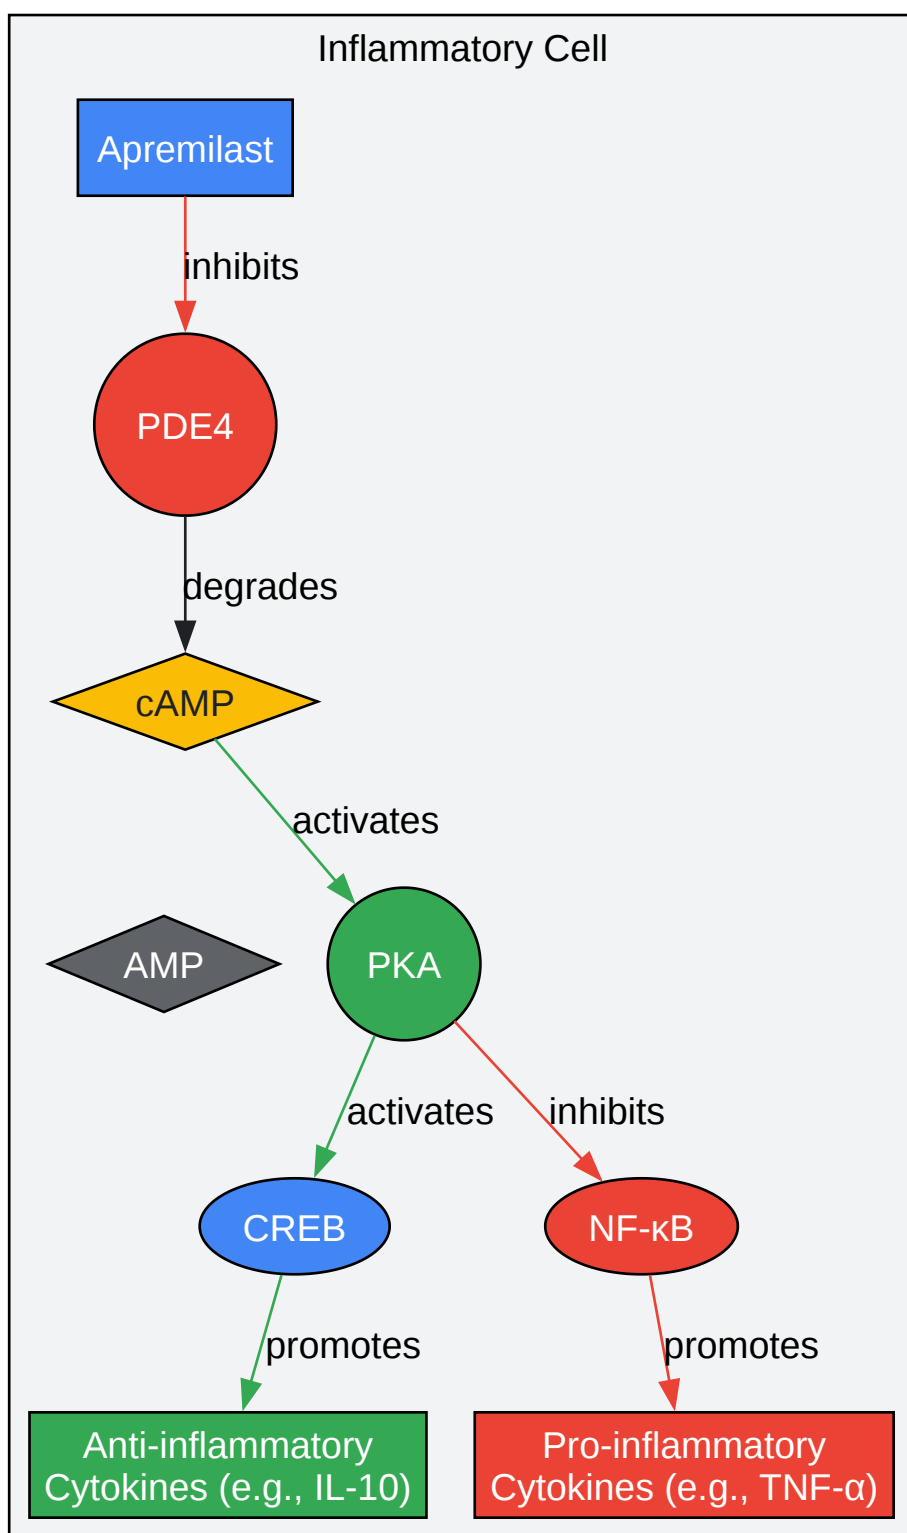 Inflammatory Cell
Apremilast
inhibits
PDE4
degrades
cAMP
activates
AMP
PKA
activates
inhibits
CREB
NF-κB
promotes
promotes
Anti-inflammatory
Cytokines (e.g., IL-10)
Pro-inflammatory
Cytokines (e.g., TNF-α)